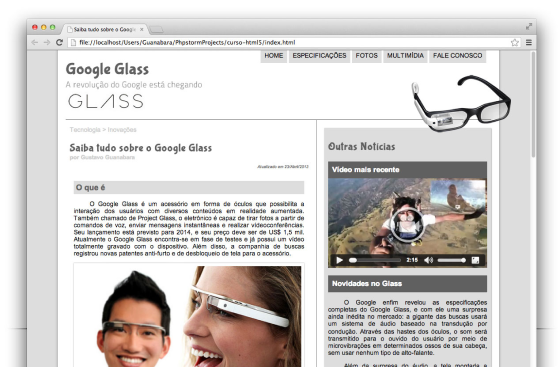 Saiba tudo sobre o Googl
file://localhost/Users/Guanabara/PhpstormProjects/curso-html5/index.html
HOME ESPECIFICAÇÕES FOTOS MULTIMÍDIA FALE CONOSCO
Google Glass
A revolução do Google está chegando
GLASS
Tecnologia > Inovações
Saiba tudo sobre o Google Glass
por Gustavo Guanabara
Atualizado em 03/Abril/2013
O que é
O Google Glass é um acessório em forma de óculos que possibilita a
interação dos usuários com diversos conteúdos em realidade aumentada.
Também chamado de Project Glass, o eletrônico é capaz de tirar fotos a partir de
comandos de voz, enviar mensagens instantâneas e realizar vídeoconferências.
Seu lançamento está previsto para 2014, e seu preço deve ser de US$ 1,5 mil.
Atualmente o Google Glass encontra-se em fase de testes e já possui um vídeo
totalmente gravado com o dispositivo. Além disso, a companhia de buscas
registrou novas patentes anti-furto e de desbloqueio de tela para o acessório.
Outras Notícias
Vídeo mais recente
2:15
Novidades no Glass
O Google enfim revelou as especificações
completas do Google Glass, e com ele uma surpresa
ainda inédita no mercado: a gigante das buscas usará
um sistema de áudio baseado na transdução por
condução. Através das hastes dos óculos, o som será
transmitido para o ouvido do usuário por meio de
microvibrações em determinados ossos de sua cabeça,
sem usar nenhum tipo de alto-falante.
Além da surpresa do áudio, a tela montada e